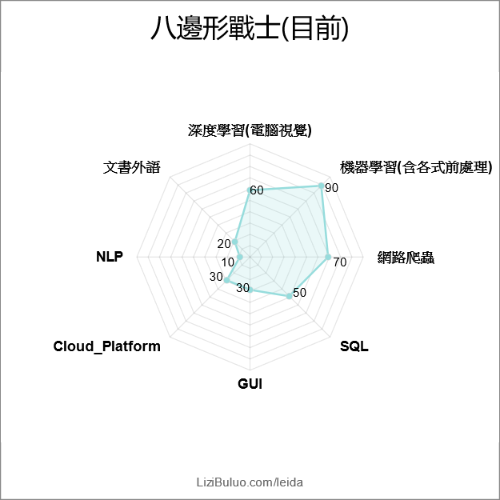 八邊形戰士(目前)
深度學習(電腦視覺)
文書外語
機器學習(含各式前處理)
60
90
20
NLP
10
70
網路爬蟲
30
30
50
Cloud_Platform
SQL
GUI
LiziBuluo.com/leida